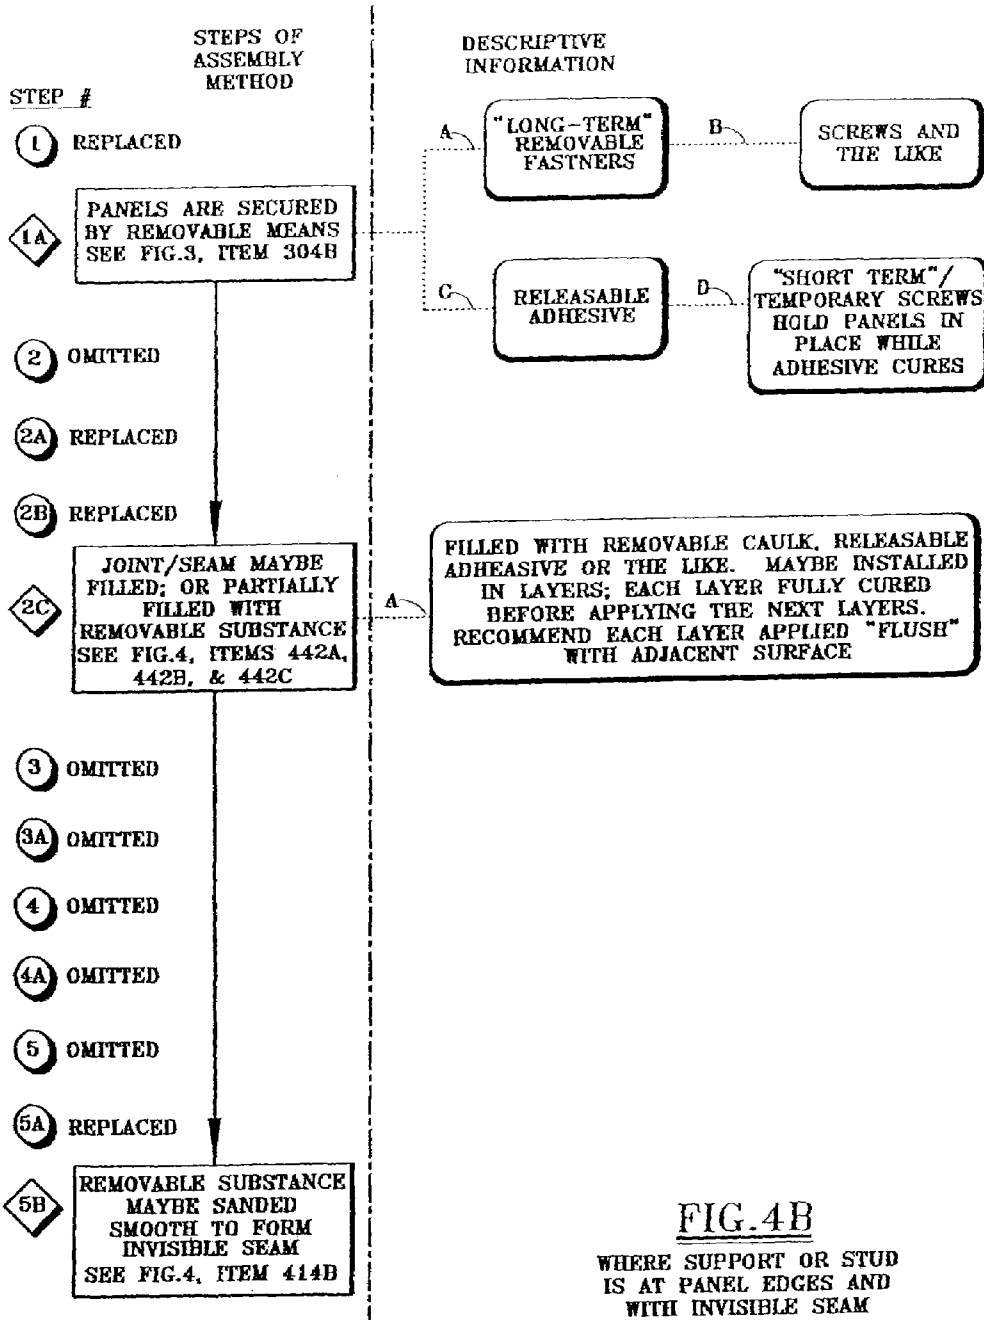 STEPS OF
ASSEMBLY
METHOD
DESCRIPTIVE
INFORMATION
STEP #
1 REPLACED
1A
PANELS ARE SECURED
BY REMOVABLE MEANS
SEE FIG.3, ITEM 304B
A
"LONG-TERM"
REMOVABLE
FASTNERS
B
SCREWS AND
THE LIKE
C
RELEASABLE
ADHESIVE
D
"SHORT TERM"/
TEMPORARY SCREWS
HOLD PANELS IN
PLACE WHILE
ADHESIVE CURES
2 OMITTED
2A REPLACED
2B REPLACED
2C
JOINT/SEAM MAYBE
FILLED; OR PARTIALLY
FILLED WITH
REMOVABLE SUBSTANCE
SEE FIG.4, ITEMS 442A,
442B, & 442C
A
FILLED WITH REMOVABLE CAULK, RELEASABLE
ADHEASIVE OR THE LIKE. MAYBE INSTALLED
IN LAYERS; EACH LAYER FULLY CURED
BEFORE APPLYING THE NEXT LAYERS.
RECOMMEND EACH LAYER APPLIED "FLUSH"
WITH ADJACENT SURFACE
3 OMITTED
3A OMITTED
4 OMITTED
4A OMITTED
5 OMITTED
5A REPLACED
5B
REMOVABLE SUBSTANCE
MAYBE SANDED
SMOOTH TO FORM
INVISIBLE SEAM
SEE FIG.4, ITEM 414B
FIG.4B
WHERE SUPPORT OR STUD
IS AT PANEL EDGES AND
WITH INVISIBLE SEAM